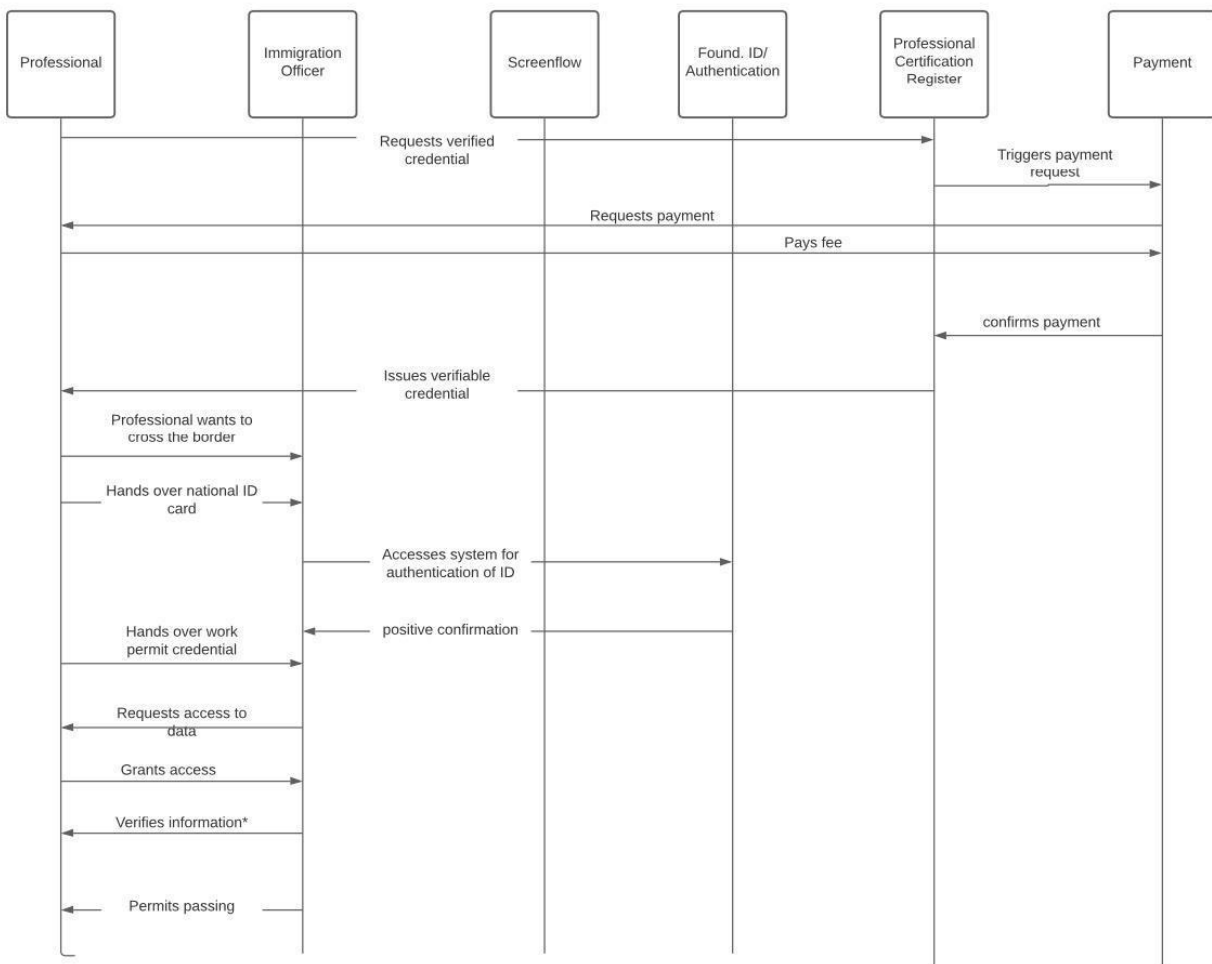 Professional
Immigration
Officer
Screenflow
Found. ID/
Authentication
Professional
Certification
Register
Payment
Requests verified
credential
Triggers payment
request
Requests payment
Pays fee
confirms payment
Issues verifiable
credential
Professional wants to
cross the border
Hands over national ID
card
Accesses system for
authentication of ID
positive confirmation
Hands over work
permit credential
Requests access to
data
Grants access
Verifies information*
Permits passing